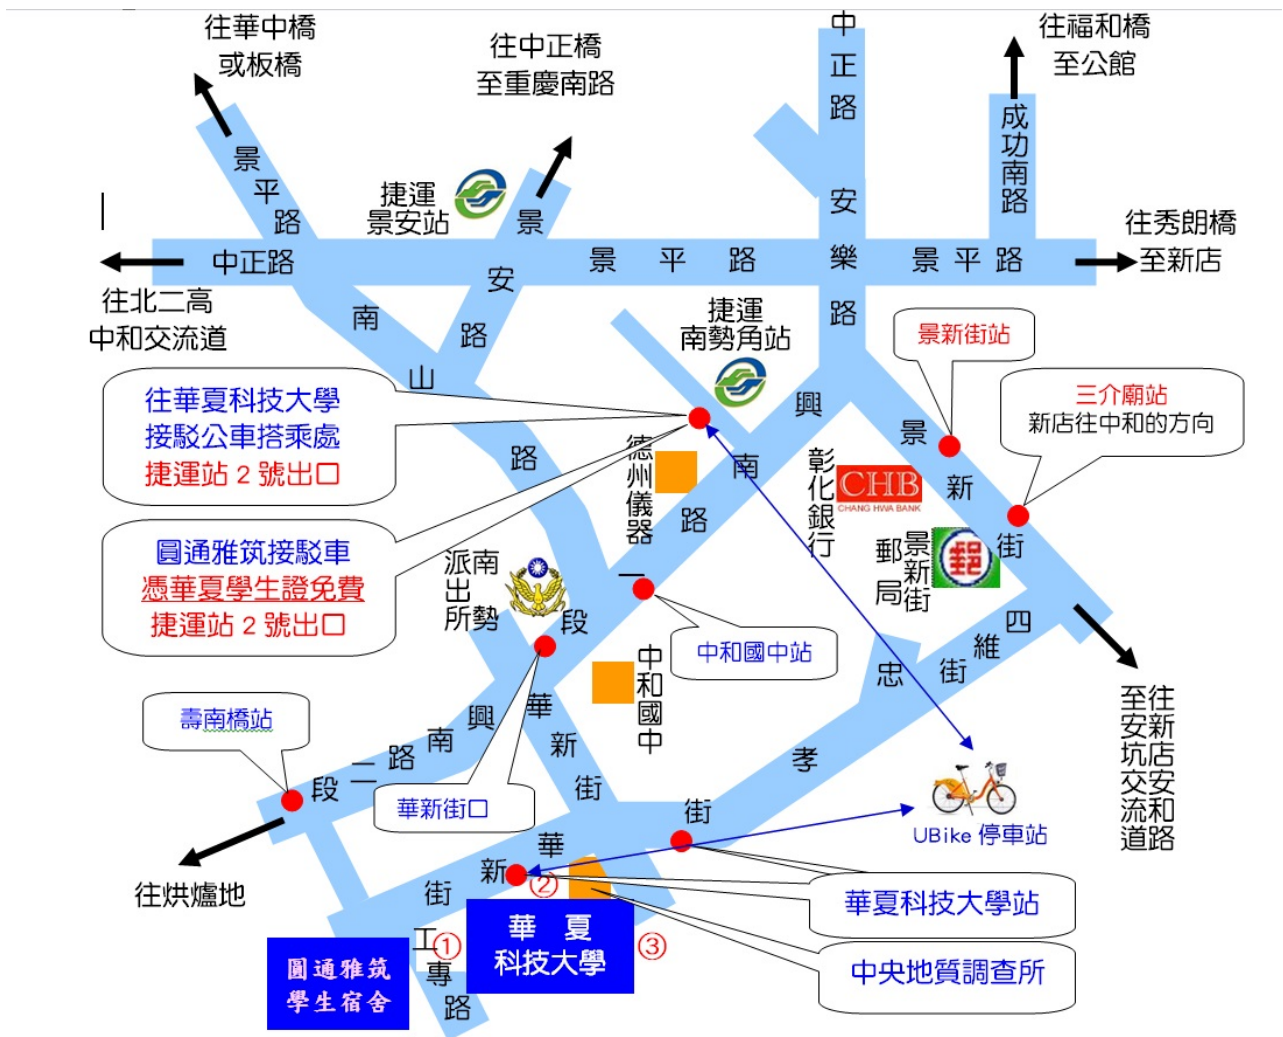 往華中橋
或板橋
往中正橋
至重慶南路
中正路
往福和橋
至公館
成功南路
景平路
捷運
景安站
安樂路
往秀朗橋
至新店
中正路
景安路
景平路
景平路
往北二高
中和交流道
南山路
捷運
南勢角站
景新街站
三介廟站
新店往中和的方向
往華夏科技大學
接駁公車搭乘處
捷運站 2 號出口
圓通雅筑接駁車
憑華夏學生證免費
捷運站 2 號出口
德州儀器
興南路一段
彰化銀行
CHB
CHANG HWA BANK
景新街
景新街
郵局
郵
南勢
派出所
中和國中站
中和國中
四維街
忠孝街
往新店安和路
至安坑交流道
壽南橋站
興南路二段
華新街
華新街口
UBike 停車站
往烘爐地
華新街
②
華夏科技大學站
①
華 夏
科技大學
③
中央地質調查所
工專路
圓通雅筑
學生宿舍